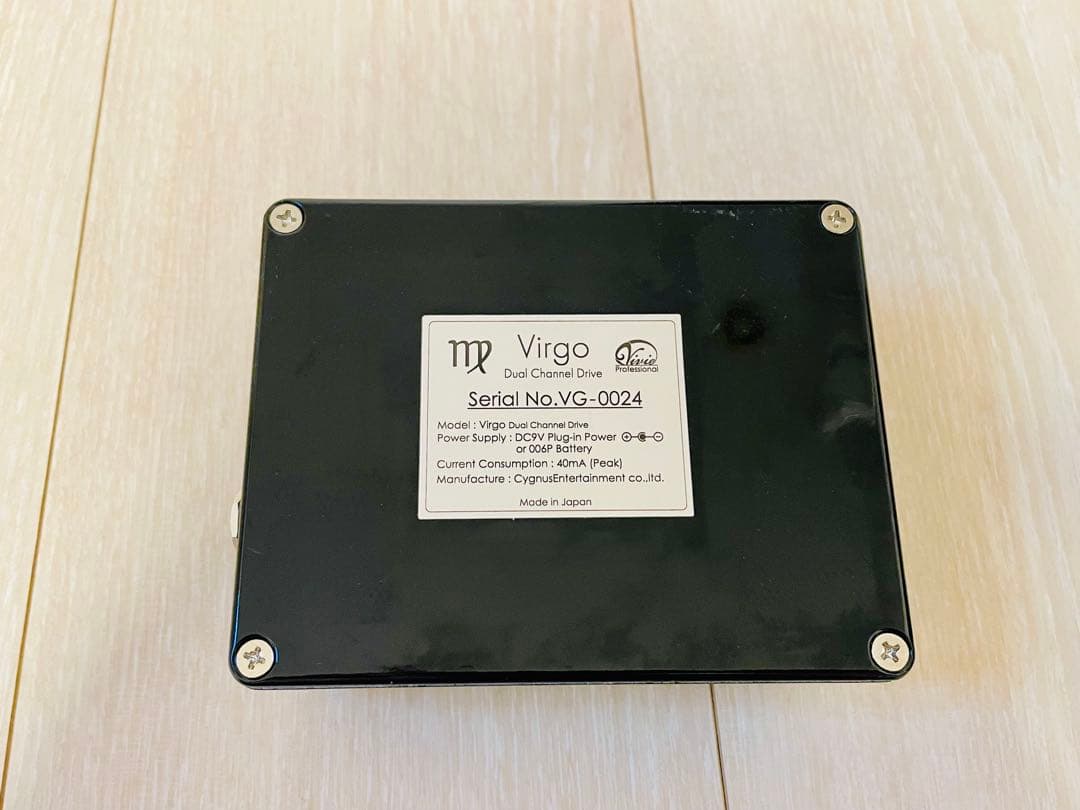 Virgo
Dual Channel Drive
Vivie
Professional
Serial No.VG-0024
Model : Virgo Dual Channel Drive
Power Supply : DC9V Plug-in Power
or 006P Battery
Current Consumption : 40mA (Peak)
Manufacture : CygnusEntertainment co.,ltd.
Made in Japan